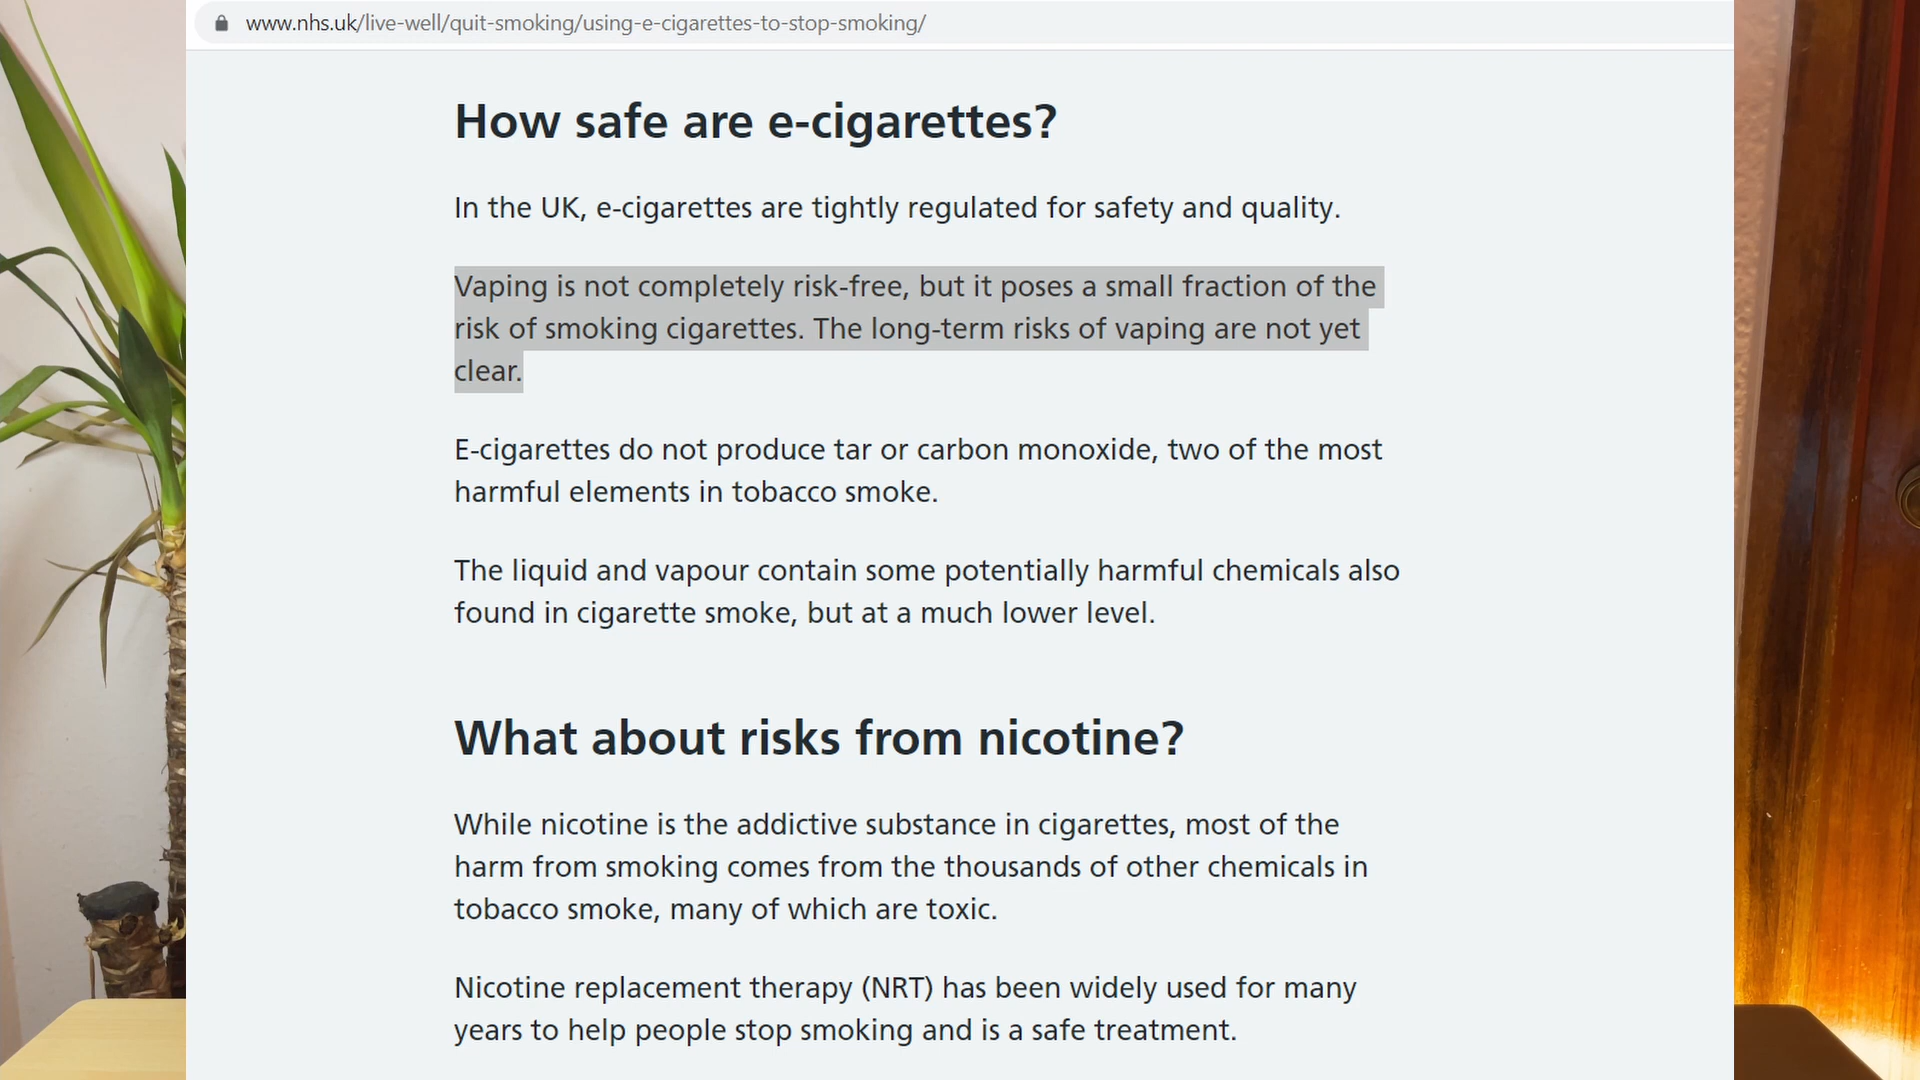 www.nhs.uk/live-well/quit-smoking/using-e-cigarettes-to-stop-smoking/
How safe are e-cigarettes?
In the UK, e-cigarettes are tightly regulated for safety and quality.
Vaping is not completely risk-free, but it poses a small fraction of the
risk of smoking cigarettes. The long-term risks of vaping are not yet
clear.
E-cigarettes do not produce tar or carbon monoxide, two of the most
harmful elements in tobacco smoke.
The liquid and vapour contain some potentially harmful chemicals also
found in cigarette smoke, but at a much lower level.
What about risks from nicotine?
While nicotine is the addictive substance in cigarettes, most of the
harm from smoking comes from the thousands of other chemicals in
tobacco smoke, many of which are toxic.
Nicotine replacement therapy (NRT) has been widely used for many
years to help people stop smoking and is a safe treatment.